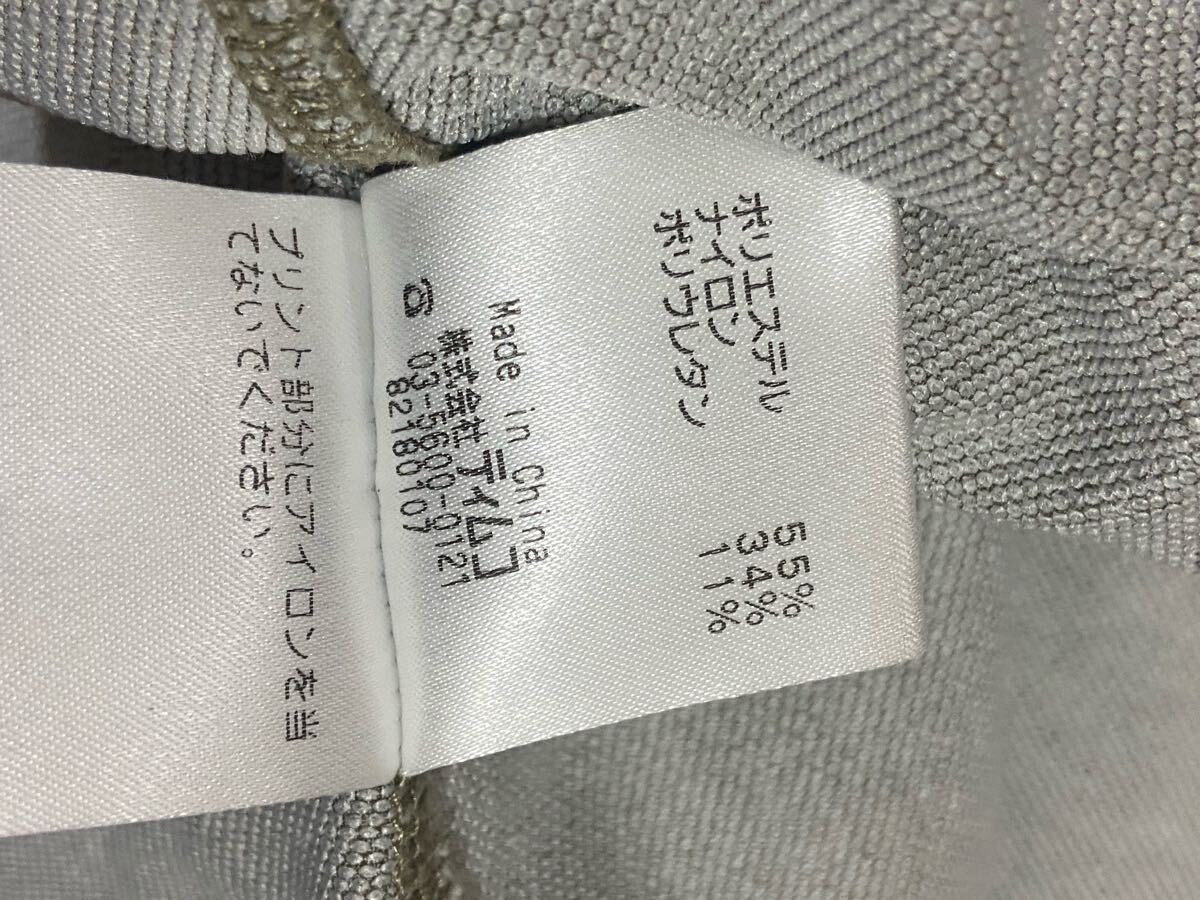 ポリエステル 55%
ナイロン 34%
ポリウレタン 11%
Made in China
株式会社ティムコ
☎ 03-5600-0121
82180107
プリント部分にアイロンを当
てないでください。